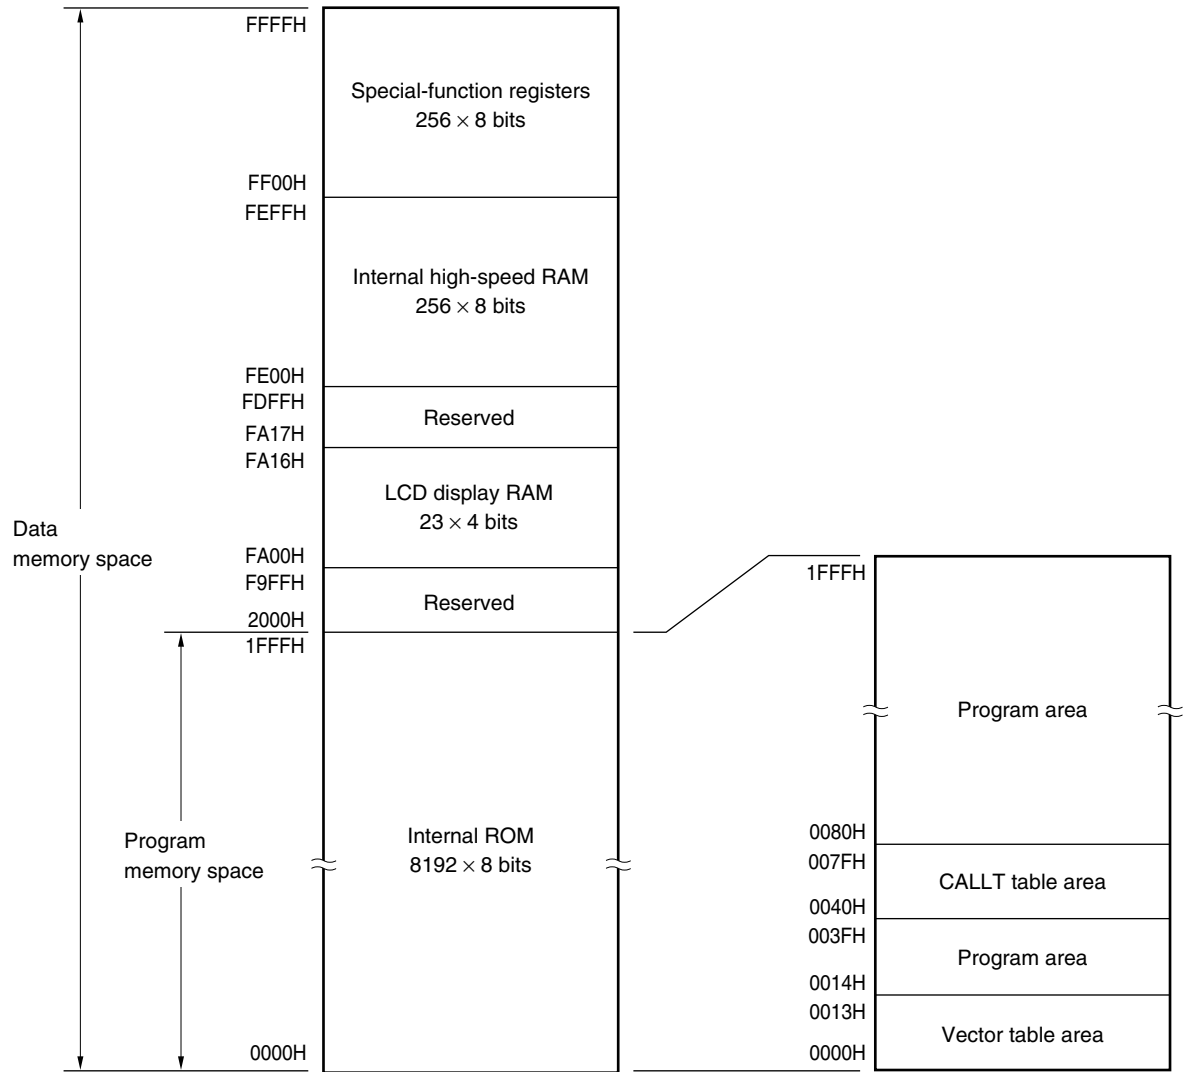 FFFFH
Special-function registers
256 × 8 bits
FF00H
FEFFH
Internal high-speed RAM
256 × 8 bits
FE00H
FDFFH
Reserved
FA17H
FA16H
LCD display RAM
23 × 4 bits
Data
memory space
FA00H
F9FFH
Reserved
2000H
1FFFH
Program
memory space
Internal ROM
8192 × 8 bits
0000H
1FFFH
Program area
0080H
007FH
CALLT table area
0040H
003FH
Program area
0014H
0013H
Vector table area
0000H